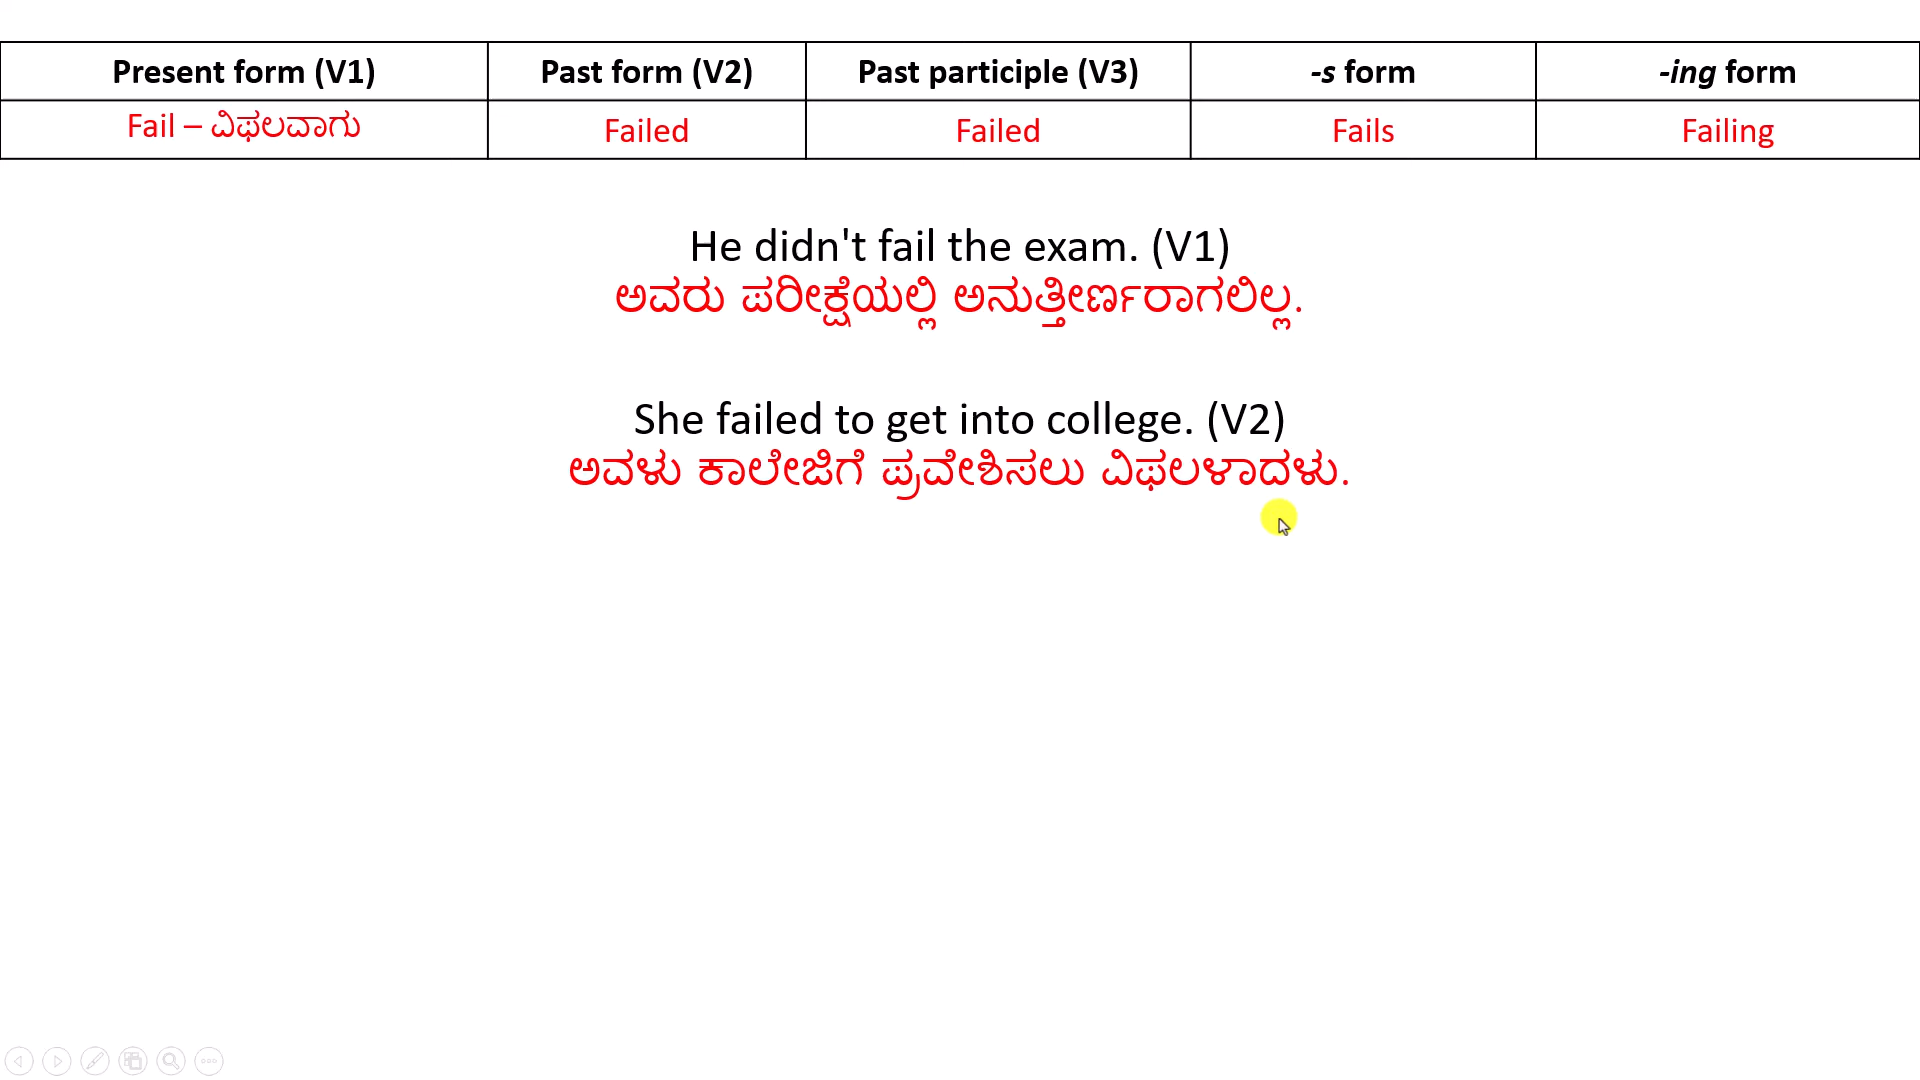 Present form (V1) Past form (V2) Past participle (V3) -s form -ing form
Fail – ವಿಫಲವಾಗು Failed Failed Fails Failing
He didn't fail the exam. (V1)
ಅವರು ಪರೀಕ್ಷೆಯಲ್ಲಿ ಅನುತ್ತೀರ್ಣರಾಗಲಿಲ್ಲ.
She failed to get into college. (V2)
ಅವಳು ಕಾಲೇಜಿಗೆ ಪ್ರವೇಶಿಸಲು ವಿಫಲಳಾದಳು.